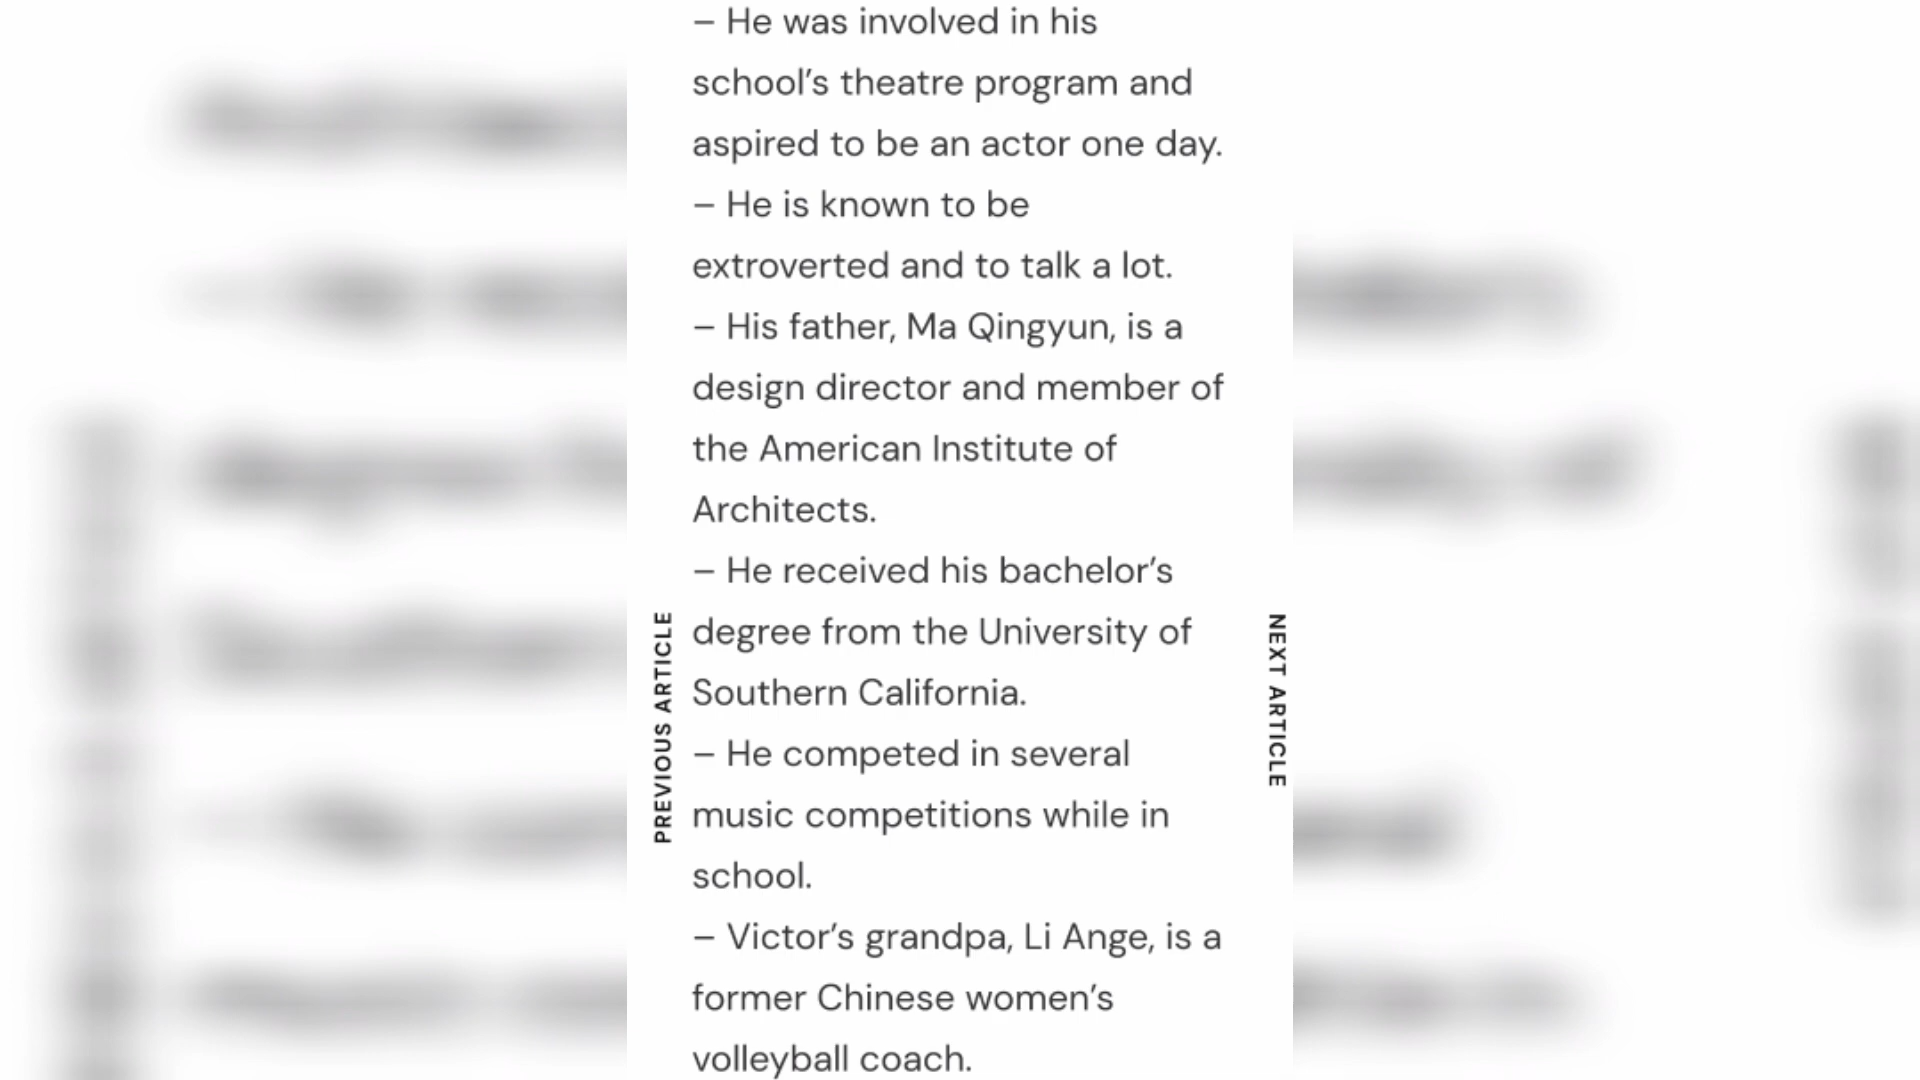 – He was involved in his
school’s theatre program and
aspired to be an actor one day.
– He is known to be
extroverted and to talk a lot.
– His father, Ma Qingyun, is a
design director and member of
the American Institute of
Architects.
– He received his bachelor’s
degree from the University of
Southern California.
– He competed in several
music competitions while in
school.
– Victor’s grandpa, Li Ange, is a
former Chinese women’s
volleyball coach.
PREVIOUS ARTICLE
NEXT ARTICLE